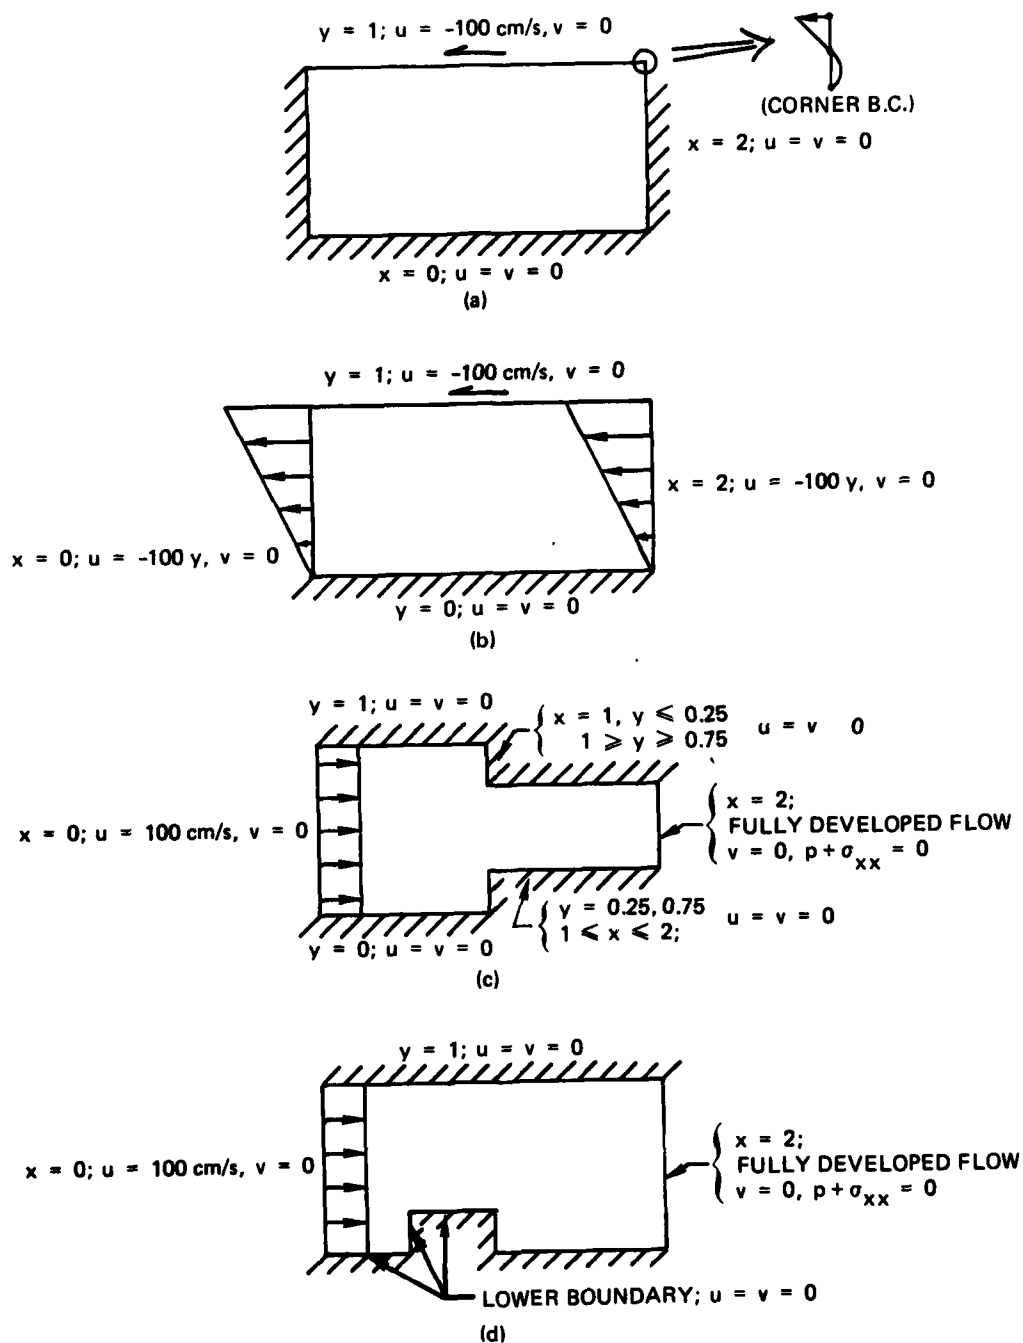 y = 1; u = -100 cm/s, v = 0
(CORNER B.C.)
x = 2; u = v = 0
x = 0; u = v = 0
(a)
y = 1; u = -100 cm/s, v = 0
x = 2; u = -100 y, v = 0
x = 0; u = -100 y, v = 0
y = 0; u = v = 0
(b)
y = 1; u = v = 0
x = 1, y ⩽ 0.25
1 ⩾ y ⩾ 0.75
u = v 0
x = 0; u = 100 cm/s, v = 0
x = 2;
FULLY DEVELOPED FLOW
v = 0, p + σxx = 0
y = 0.25, 0.75
1 ⩽ x ⩽ 2;
u = v = 0
y = 0; u = v = 0
(c)
y = 1; u = v = 0
x = 0; u = 100 cm/s, v = 0
x = 2;
FULLY DEVELOPED FLOW
v = 0, p + σxx = 0
LOWER BOUNDARY; u = v = 0
(d)